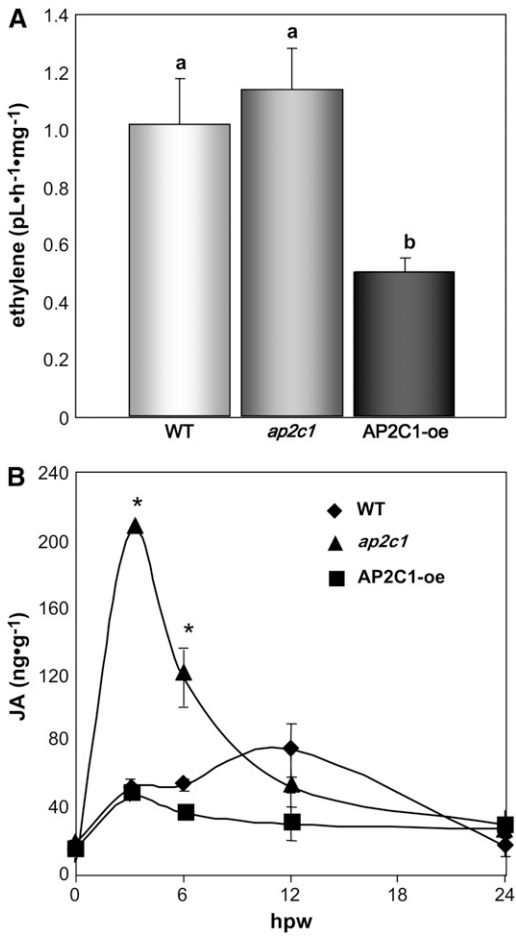 A
1.4
1.2
1.0
0.8
0.6
0.4
0.2
0
ethylene (pL•h⁻¹•mg⁻¹)
a
a
b
WT
ap2c1
AP2C1-oe
B
240
200
160
120
80
40
0
JA (ng•g⁻¹)
*
*
WT
ap2c1
AP2C1-oe
0
6
12
18
24
hpw